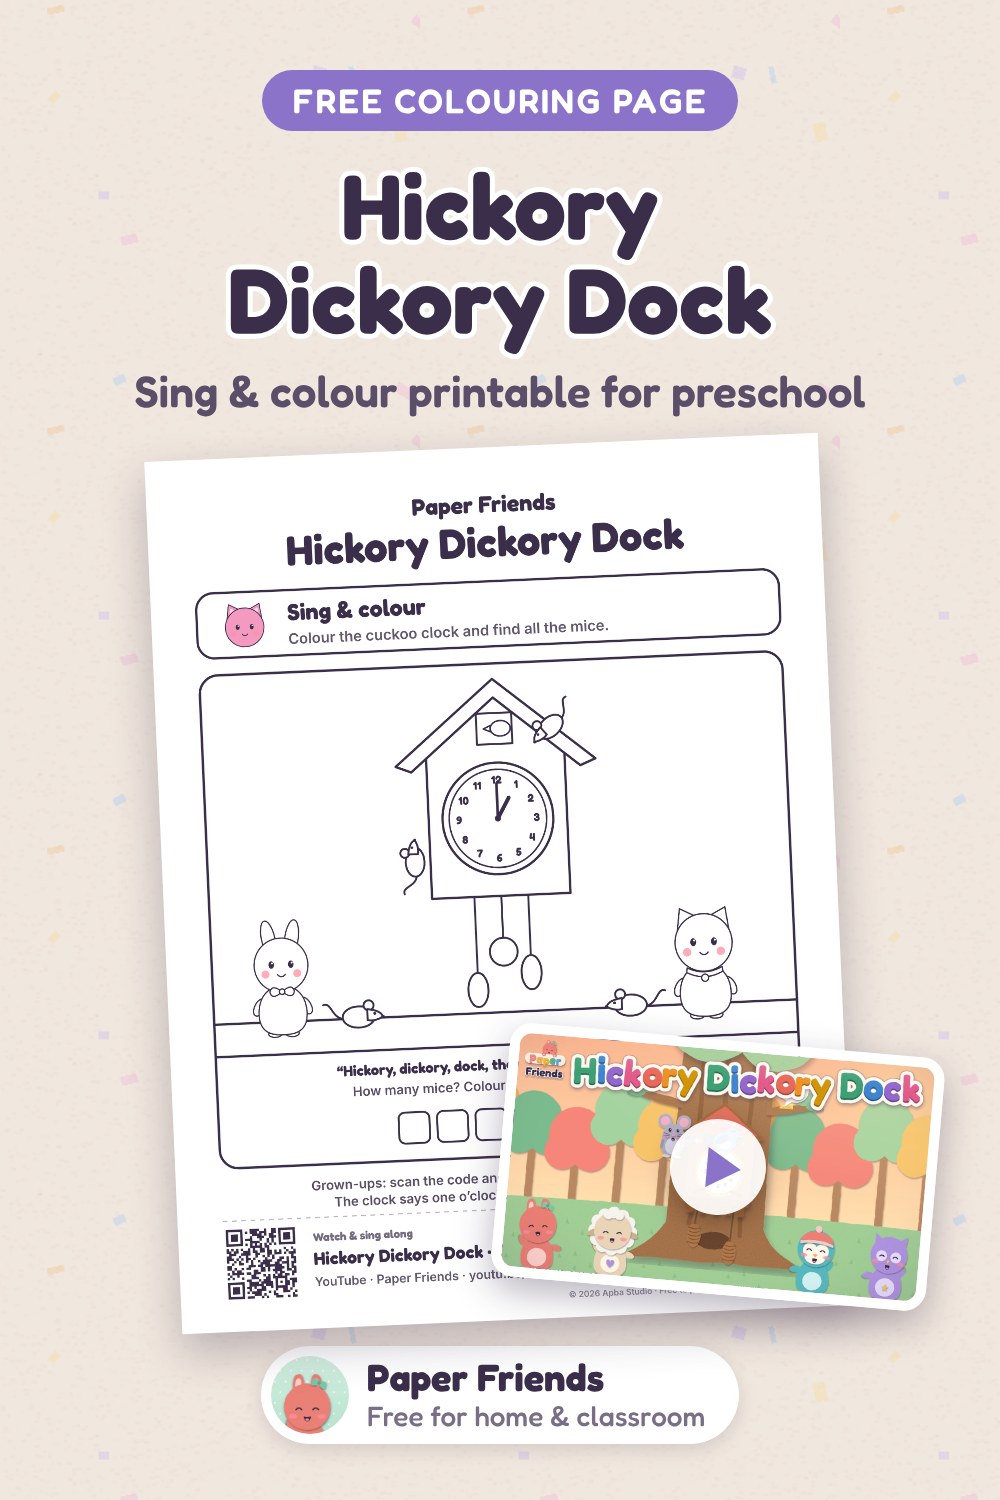 FREE COLOURING PAGE
Hickory
Dickory Dock
Sing & colour printable for preschool
Paper Friends
Hickory Dickory Dock
Sing & colour
Colour the cuckoo clock and find all the mice.
12
11 1
10 2
9 3
8 4
7 5
6
"Hickory, dickory, dock, the
How many mice? Colour
Grown-ups: scan the code an
The clock says one o'cloc
Watch & sing along
Hickory Dickory Dock ·
YouTube · Paper Friends ·
© 2026 Apba Studio ·
Paper
Friends
Hickory Dickory Dock
Paper Friends
Free for home & classroom